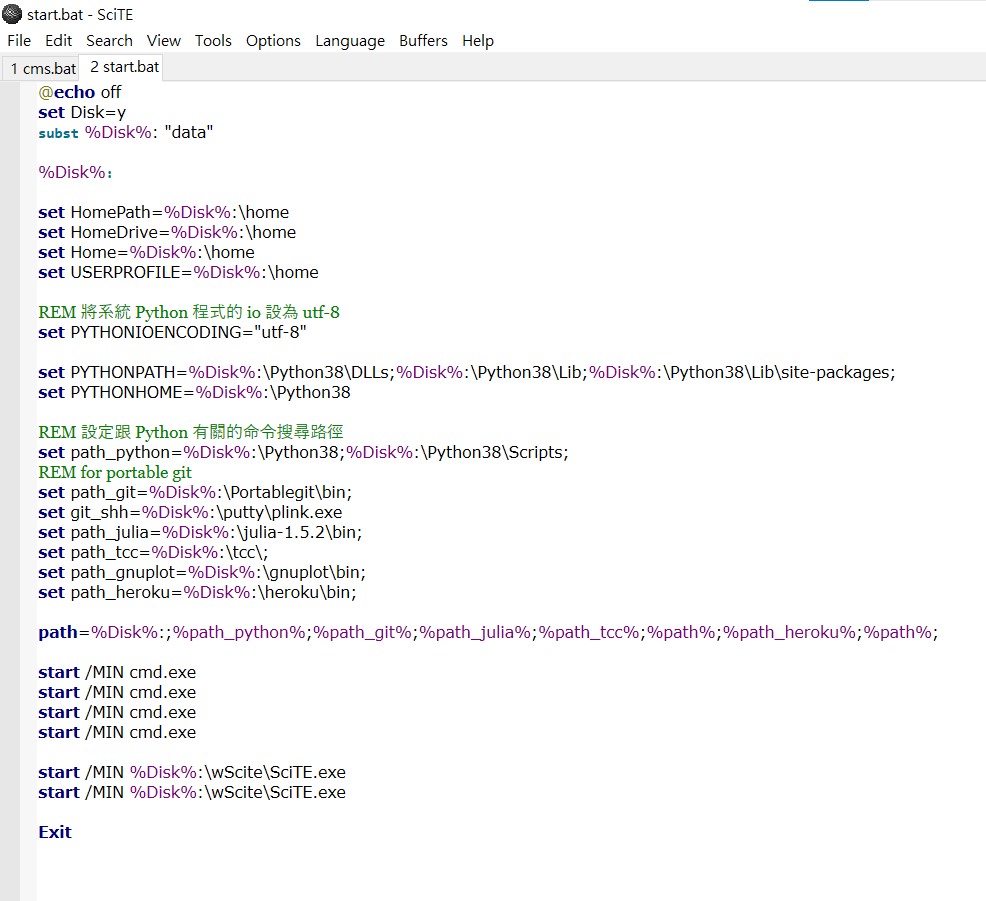 start.bat - SciTE
File Edit Search View Tools Options Language Buffers Help
1 cms.bat 2 start.bat
@echo off
set Disk=y
subst %Disk%: "data"
%Disk%:
set HomePath=%Disk%:\home
set HomeDrive=%Disk%:\home
set Home=%Disk%:\home
set USERPROFILE=%Disk%:\home
REM 將系統 Python 程式的 io 設為 utf-8
set PYTHONIOENCODING="utf-8"
set PYTHONPATH=%Disk%:\Python38\DLLs;%Disk%:\Python38\Lib;%Disk%:\Python38\Lib\site-packages;
set PYTHONHOME=%Disk%:\Python38
REM 設定跟 Python 有關的命令搜尋路徑
set path_python=%Disk%:\Python38;%Disk%:\Python38\Scripts;
REM for portable git
set path_git=%Disk%:\Portablegit\bin;
set git_shh=%Disk%:\putty\plink.exe
set path_julia=%Disk%:\julia-1.5.2\bin;
set path_tcc=%Disk%:\tcc\;
set path_gnuplot=%Disk%:\gnuplot\bin;
set path_heroku=%Disk%:\heroku\bin;
path=%Disk%:;%path_python%;%path_git%;%path_julia%;%path_tcc%;%path%;%path_heroku%;%path%;
start /MIN cmd.exe
start /MIN cmd.exe
start /MIN cmd.exe
start /MIN cmd.exe
start /MIN %Disk%:\wScite\SciTE.exe
start /MIN %Disk%:\wScite\SciTE.exe
Exit